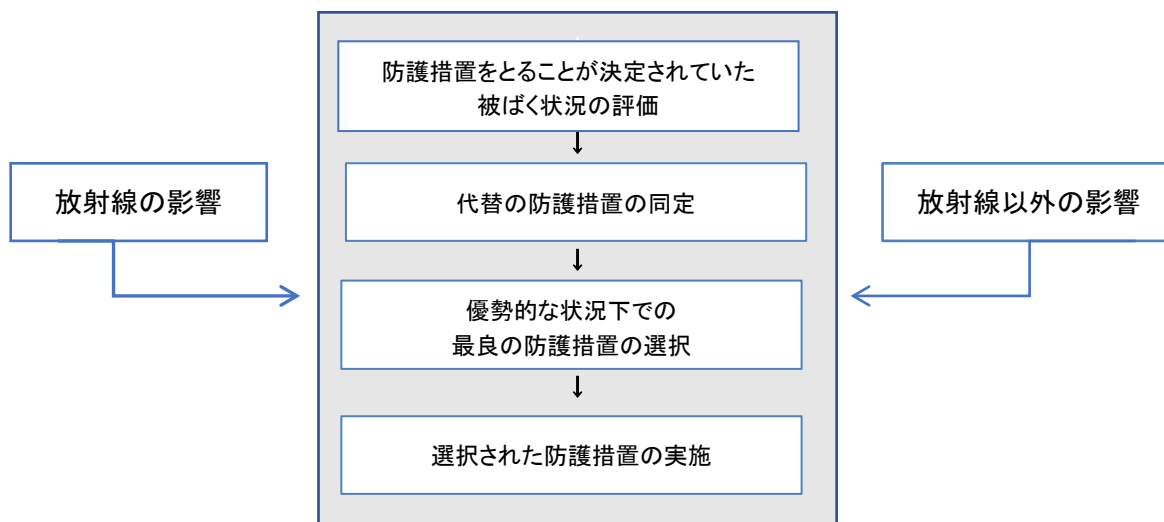 防護措置をとることが決定されていた
被ばく状況の評価
↓
放射線の影響
代替の防護措置の同定
放射線以外の影響
↓
優勢的な状況下での
最良の防護措置の選択
↓
選択された防護措置の実施